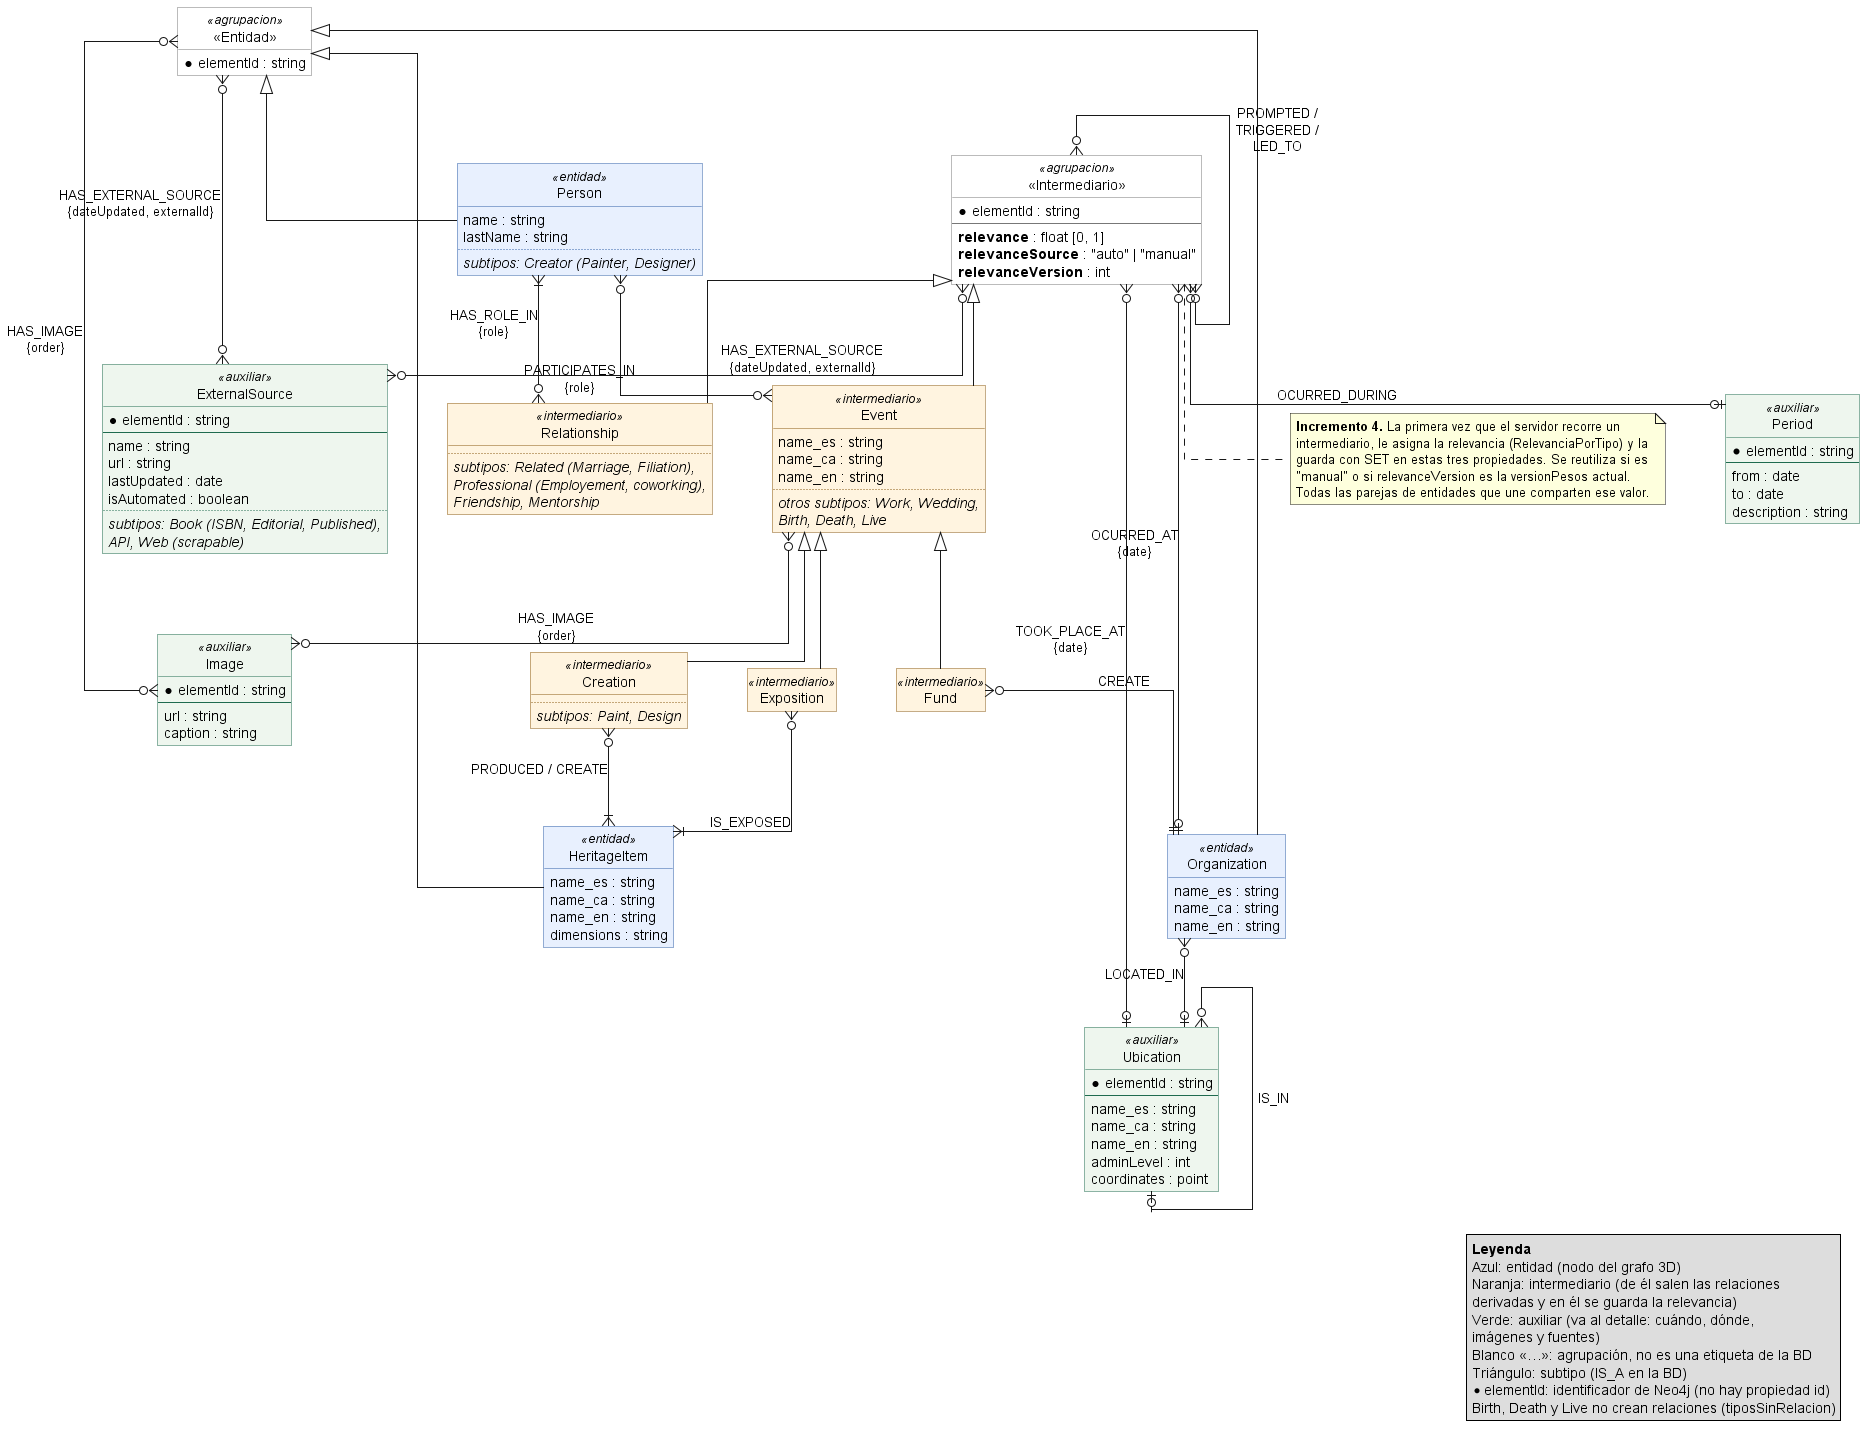 «agrupacion»
«Entidad»
● elementId : string
HAS_EXTERNAL_SOURCE
{dateUpdated, externalId}
HAS_IMAGE
{order}
«entidad»
Person
name : string
lastName : string
subtipos: Creator (Painter, Designer)
PROMPTED /
TRIGGERED /
LED_TO
«agrupacion»
«Intermediario»
● elementId : string
relevance : float [0, 1]
relevanceSource : "auto" | "manual"
relevanceVersion : int
HAS_ROLE_IN
{role}
PARTICIPATES_IN
{role}
HAS_EXTERNAL_SOURCE
{dateUpdated, externalId}
«auxiliar»
ExternalSource
● elementId : string
name : string
url : string
lastUpdated : date
isAutomated : boolean
subtipos: Book (ISBN, Editorial, Published),
API, Web (scrapable)
«intermediario»
Relationship
subtipos: Related (Marriage, Filiation),
Professional (Employement, coworking),
Friendship, Mentorship
«intermediario»
Event
name_es : string
name_ca : string
name_en : string
otros subtipos: Work, Wedding,
Birth, Death, Live
OCURRED_DURING
Incremento 4. La primera vez que el servidor recorre un
intermediario, le asigna la relevancia (RelevanciaPorTipo) y la
guarda con SET en estas tres propiedades. Se reutiliza si es
"manual" o si relevanceVersion es la versionPesos actual.
Todas las parejas de entidades que une comparten ese valor.
«auxiliar»
Period
● elementId : string
from : date
to : date
description : string
OCURRED_AT
{date}
TOOK_PLACE_AT
{date}
HAS_IMAGE
{order}
«auxiliar»
Image
● elementId : string
url : string
caption : string
«intermediario»
Creation
subtipos: Paint, Design
«intermediario»
Exposition
«intermediario»
Fund
CREATE
PRODUCED / CREATE
IS_EXPOSED
«entidad»
HeritageItem
name_es : string
name_ca : string
name_en : string
dimensions : string
«entidad»
Organization
name_es : string
name_ca : string
name_en : string
LOCATED_IN
«auxiliar»
Ubication
● elementId : string
name_es : string
name_ca : string
name_en : string
adminLevel : int
coordinates : point
IS_IN
Leyenda
Azul: entidad (nodo del grafo 3D)
Naranja: intermediario (de él salen las relaciones
derivadas y en él se guarda la relevancia)
Verde: auxiliar (va al detalle: cuándo, dónde,
imágenes y fuentes)
Blanco «...»: agrupación, no es una etiqueta de la BD
Triángulo: subtipo (IS_A en la BD)
● elementId: identificador de Neo4j (no hay propiedad id)
Birth, Death y Live no crean relaciones (tiposSinRelacion)